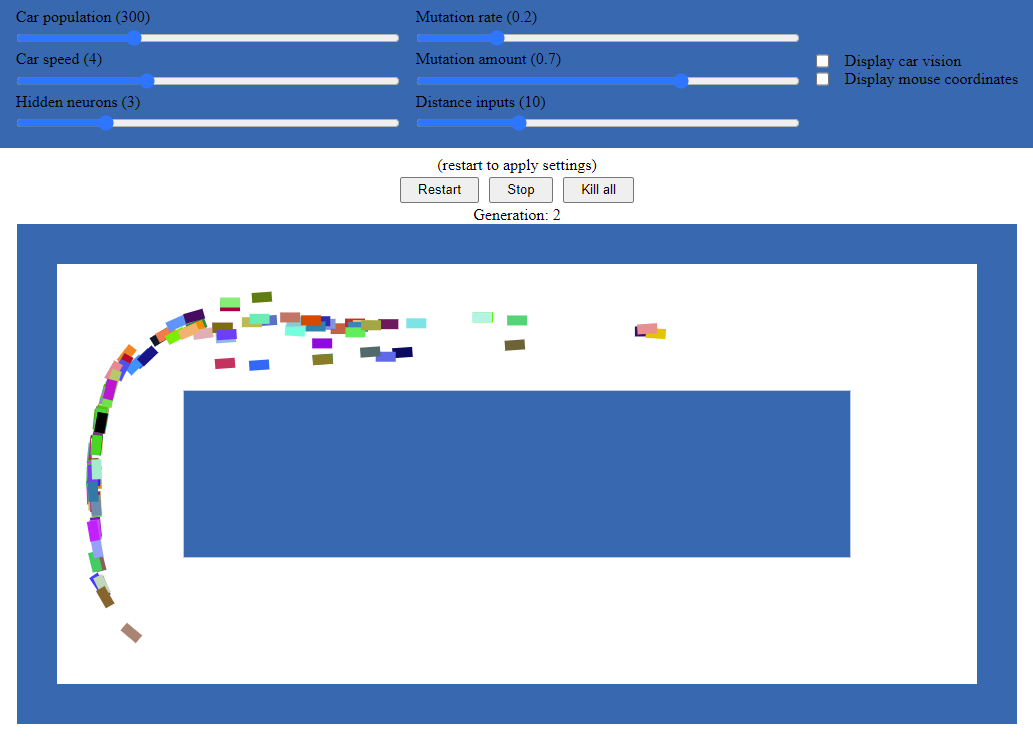 Car population (300)
Mutation rate (0.2)
Car speed (4)
Mutation amount (0.7)
Display car vision
Display mouse coordinates
Hidden neurons (3)
Distance inputs (10)
(restart to apply settings)
Restart
Stop
Kill all
Generation: 2